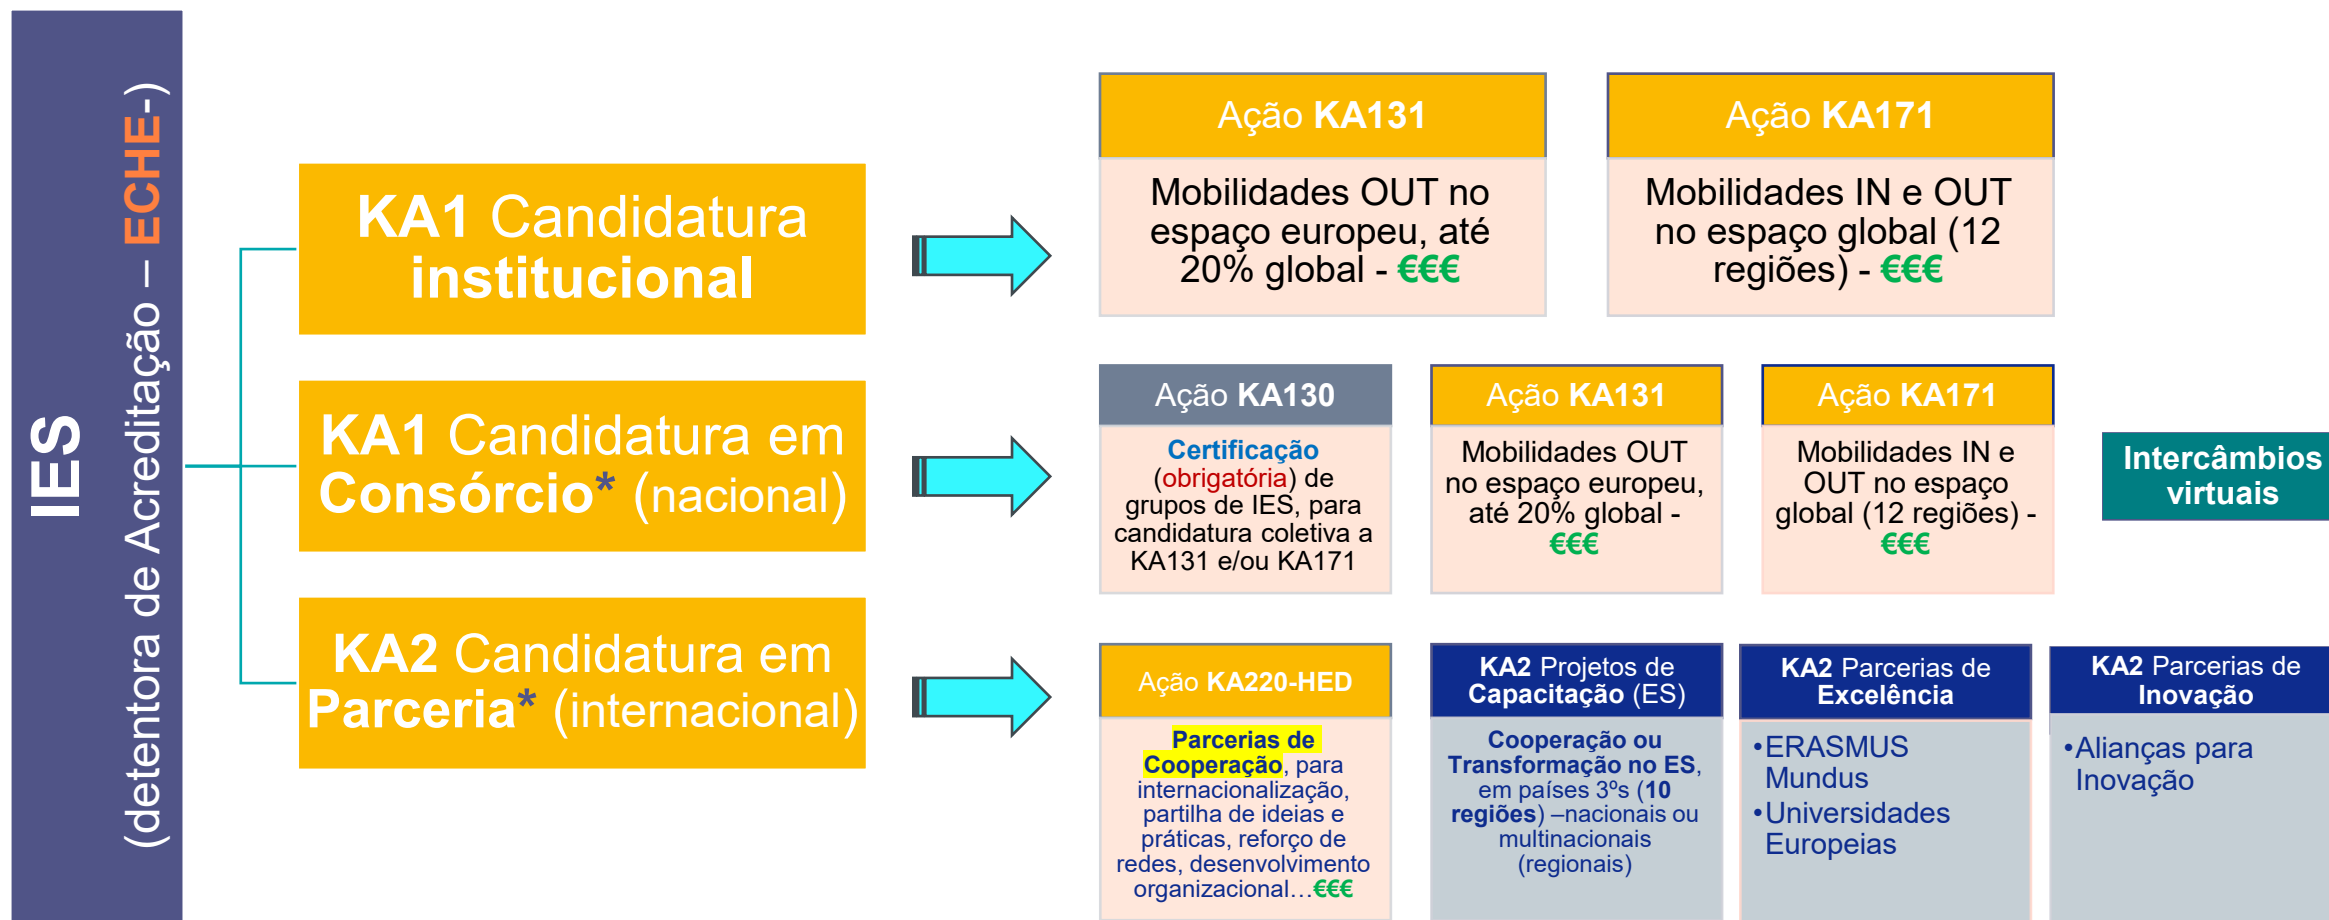 IES
(detentora de Acreditação – ECHE-)
KA1 Candidatura
institucional
Ação KA131
Mobilidades OUT no
espaço europeu, até
20% global - €€€
Ação KA171
Mobilidades IN e OUT
no espaço global (12
regiões) - €€€
KA1 Candidatura em
Consórcio* (nacional)
Ação KA130
Certificação
(obrigatória) de
grupos de IES, para
candidatura coletiva a
KA131 e/ou KA171
Ação KA131
Mobilidades OUT
no espaço europeu,
até 20% global -
€€€
Ação KA171
Mobilidades IN e
OUT no espaço
global (12 regiões) -
€€€
Intercâmbios
virtuais
KA2 Candidatura em
Parceria* (internacional)
Ação KA220-HED
Parcerias de
Cooperação, para
internacionalização,
partilha de ideias e
práticas, reforço de
redes, desenvolvimento
organizacional…€€€
KA2 Projetos de
Capacitação (ES)
Cooperação ou
Transformação no ES,
em países 3ºs (10
regiões) –nacionais ou
multinacionais
(regionais)
KA2 Parcerias de
Excelência
•ERASMUS
Mundus
•Universidades
Europeias
KA2 Parcerias de
Inovação
•Alianças para
Inovação